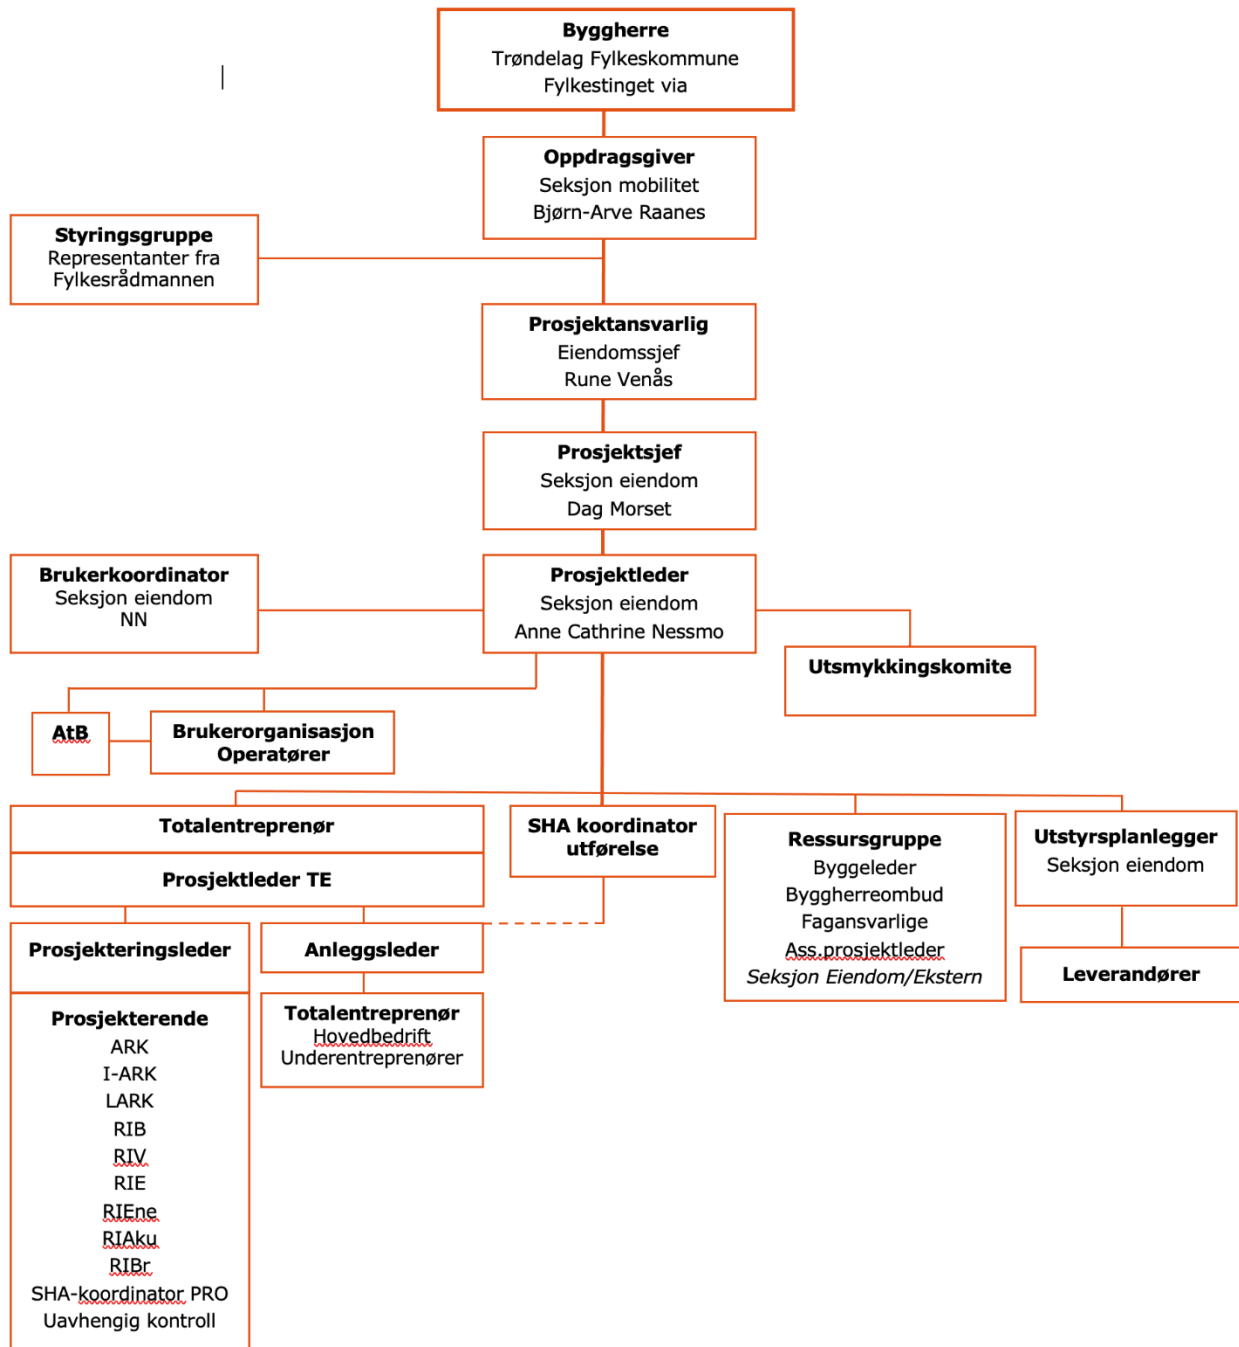 Byggherre
Trøndelag Fylkeskommune
Fylkestinget via
Oppdragsgiver
Seksjon mobilitet
Bjørn-Arve Raanes
Styringsgruppe
Representanter fra
Fylkesrådmannen
Prosjektansvarlig
Eiendomssjef
Rune Venås
Prosjektsjef
Seksjon eiendom
Dag Morset
Brukerkoordinator
Seksjon eiendom
NN
Prosjektleder
Seksjon eiendom
Anne Cathrine Nessmo
Utsmykkingskomite
AtB
Brukerorganisasjon
Operatører
Totalentreprenør
Prosjektleder TE
SHA koordinator
utførelse
Ressursgruppe
Byggeleder
Byggherreombud
Fagansvarlige
Ass.prosjektleder
Seksjon Eiendom/Ekstern
Utstyrsplanlegger
Seksjon eiendom
Leverandører
Prosjekteringsleder
Anleggsleder
Totalentreprenør
Hovedbedrift
Underentreprenører
Prosjekterende
ARK
I-ARK
LARK
RIB
RIV
RIE
RIEne
RIAku
RIBr
SHA-koordinator PRO
Uavhengig kontroll